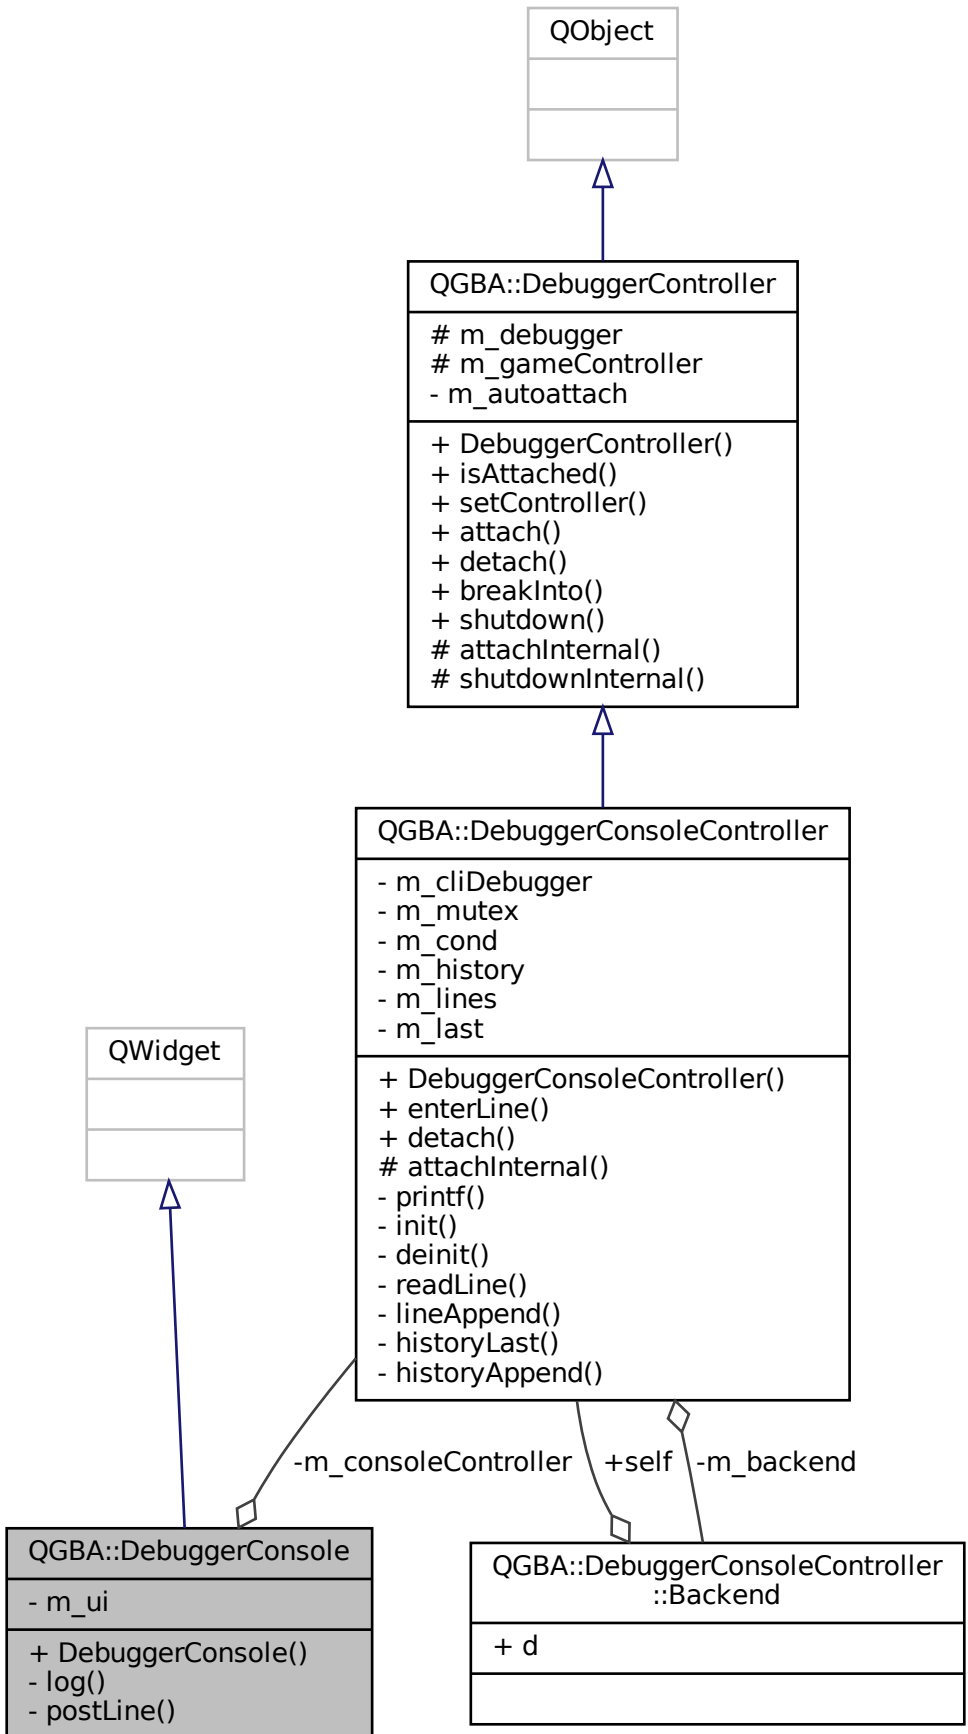 QObject
QGBA::DebuggerController
# m_debugger
# m_gameController
- m_autoattach
+ DebuggerController()
+ isAttached()
+ setController()
+ attach()
+ detach()
+ breakInto()
+ shutdown()
# attachInternal()
# shutdownInternal()
QGBA::DebuggerConsoleController
- m_cliDebugger
- m_mutex
- m_cond
- m_history
- m_lines
- m_last
+ DebuggerConsoleController()
+ enterLine()
+ detach()
# attachInternal()
- printf()
- init()
- deinit()
- readLine()
- lineAppend()
- historyLast()
- historyAppend()
QWidget
-m_consoleController
+self
-m_backend
QGBA::DebuggerConsole
- m_ui
+ DebuggerConsole()
- log()
- postLine()
QGBA::DebuggerConsoleController
::Backend
+ d